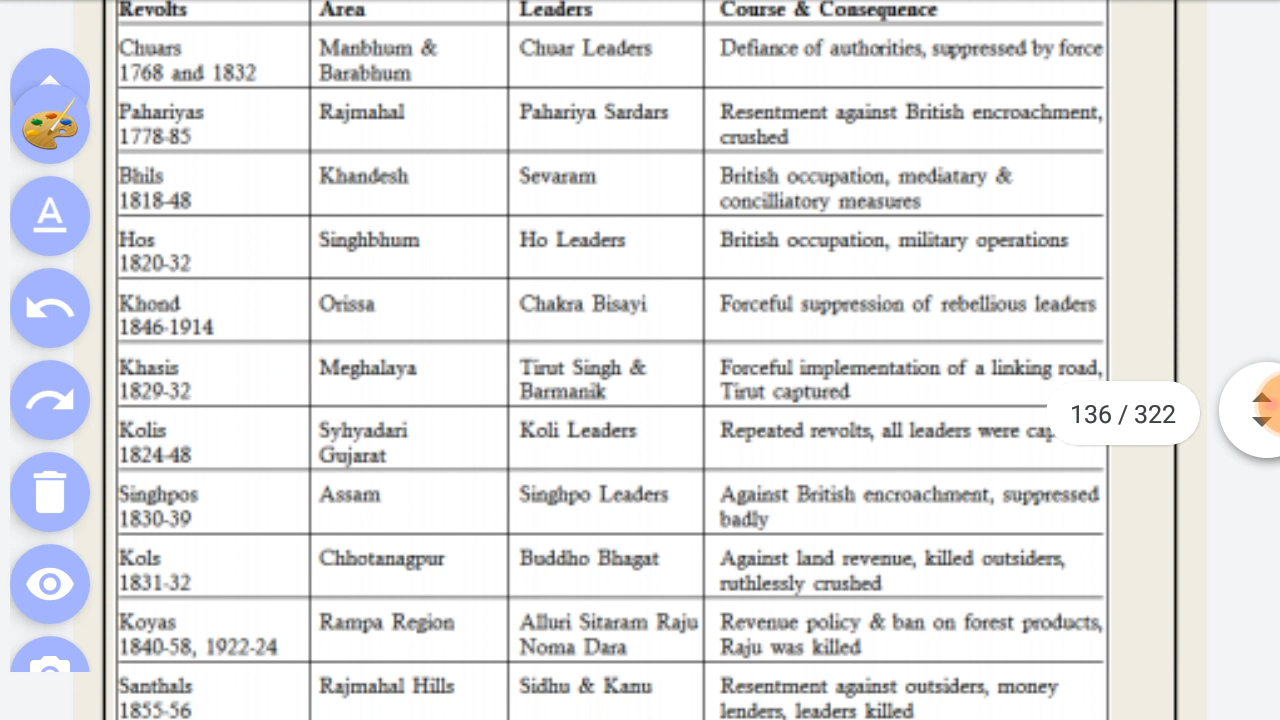 Revolts Area Leaders Course & Consequence
Chuars Manbhum & Chuar Leaders Defiance of authorities, suppressed by force
1768 and 1832 Barabhum
Pahariyas Rajmahal Pahariya Sardars Resentment against British encroachment,
1778-85 crushed
Bhils Khandesh Sevaram British occupation, mediatary &
1818-48 concilliatory measures
Hos Singhbhum Ho Leaders British occupation, military operations
1820-32
Khond Orissa Chakra Bisayi Forceful suppression of rebellious leaders
1846-1914
Khasis Meghalaya Tirut Singh & Forceful implementation of a linking road,
1829-32 Barmanik Tirut captured
136 / 322
Kolis Syhyadari Koli Leaders Repeated revolts, all leaders were
1824-48 Gujarat
Singhpos Assam Singhpo Leaders Against British encroachment, suppressed
1830-39 badly
Kols Chhotanagpur Buddho Bhagat Against land revenue, killed outsiders,
1831-32 ruthlessly crushed
Koyas Rampa Region Alluri Sitaram Raju Revenue policy & ban on forest products,
1840-58, 1922-24 Noma Dara Raju was killed
Santhals Rajmahal Hills Sidhu & Kanu Resentment against outsiders, money
1855-56 lenders, leaders killed
A